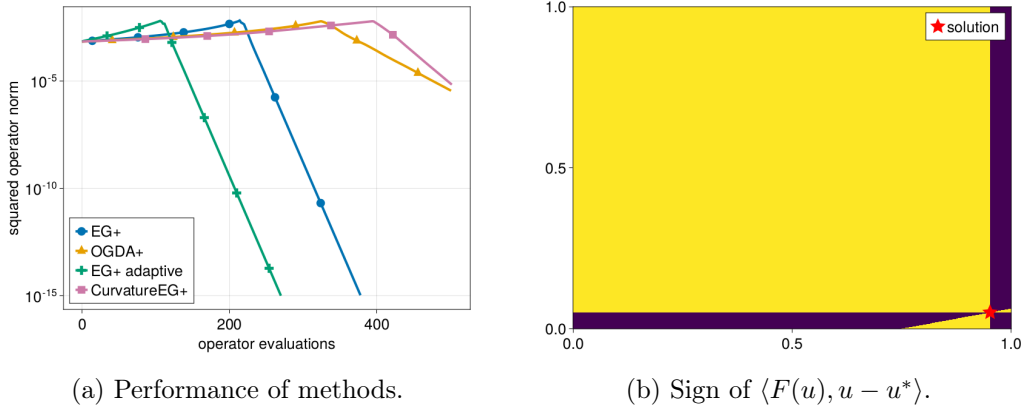 squared operator norm
10⁻⁵
10⁻¹⁰
10⁻¹⁵
EG+
OGDA+
EG+ adaptive
CurvatureEG+
0
200
400
operator evaluations
(a) Performance of methods.
1.0
0.5
0.0
solution
0.0
0.5
1.0
(b) Sign of ⟨F(u), u − u*⟩.